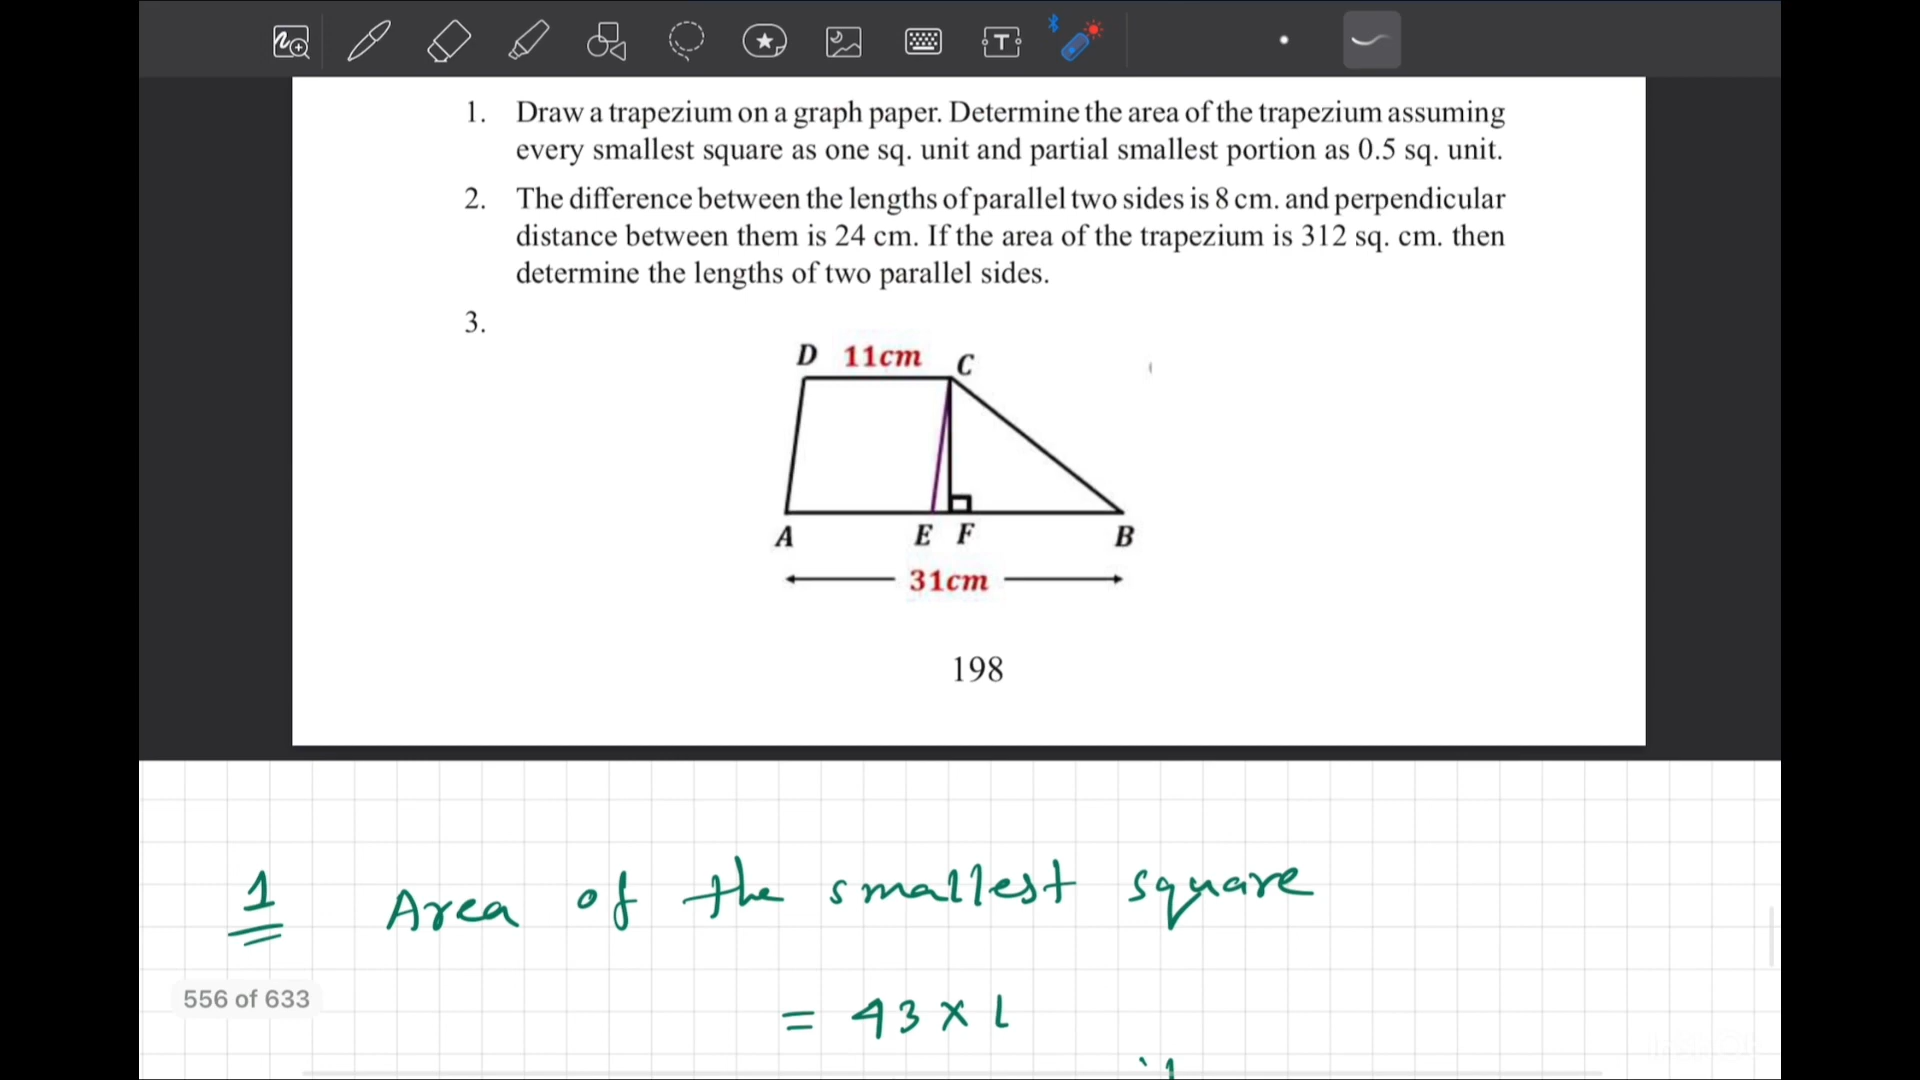 1. Draw a trapezium on a graph paper. Determine the area of the trapezium assuming
every smallest square as one sq. unit and partial smallest portion as 0.5 sq. unit.
2. The difference between the lengths of parallel two sides is 8 cm. and perpendicular
distance between them is 24 cm. If the area of the trapezium is 312 sq. cm. then
determine the lengths of two parallel sides.
3.
D 11cm C
A E F B
31cm
198
1 Area of the smallest square
556 of 633
= 43 × 1